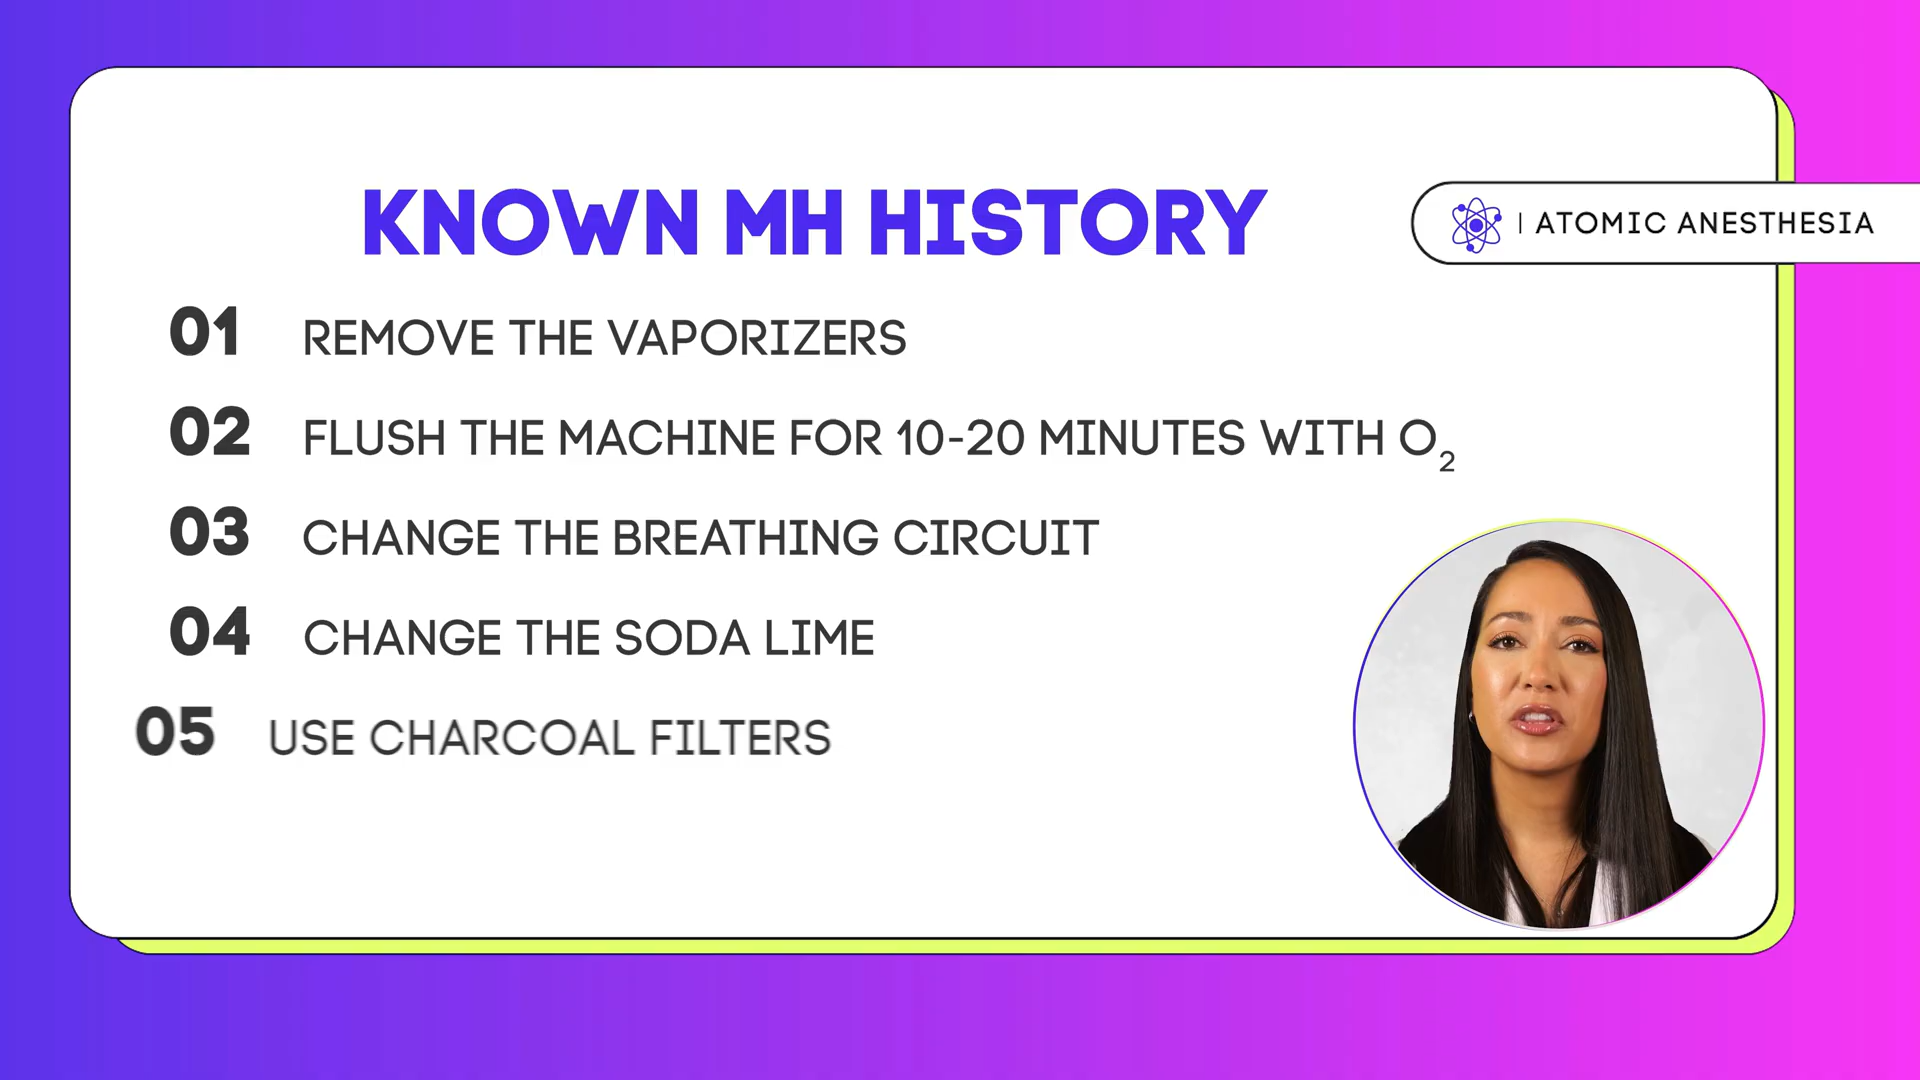 KNOWN MH HISTORY
| ATOMIC ANESTHESIA
01 REMOVE THE VAPORIZERS
02 FLUSH THE MACHINE FOR 10-20 MINUTES WITH O₂
03 CHANGE THE BREATHING CIRCUIT
04 CHANGE THE SODA LIME
05 USE CHARCOAL FILTERS